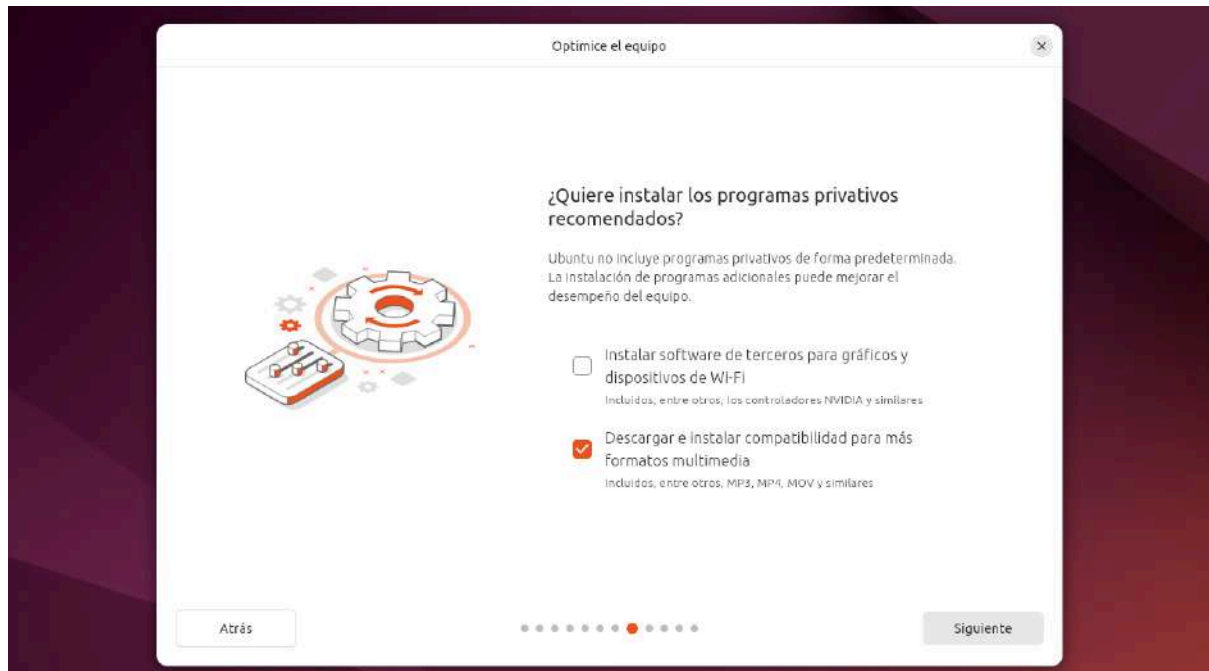 Optimice el equipo
¿Quiere instalar los programas privativos
recomendados?
Ubuntu no incluye programas privativos de forma predeterminada.
La instalación de programas adicionales puede mejorar el
desempeño del equipo.
Instalar software de terceros para gráficos y
dispositivos de Wi-Fi
Incluidos, entre otros, los controladores NVIDIA y similares
Descargar e instalar compatibilidad para más
formatos multimedia
Incluidos, entre otros, MP3, MP4, MOV y similares
Atrás
Siguiente